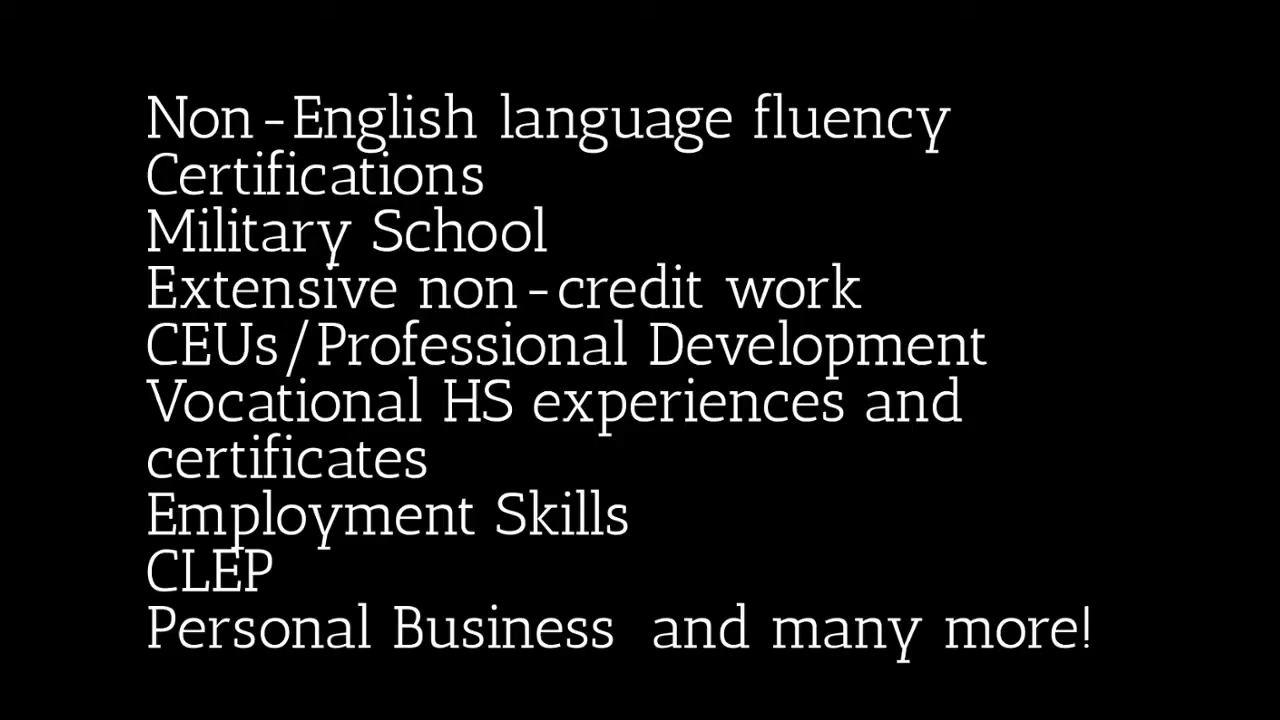 Non-English language fluency
Certifications
Military School
Extensive non-credit work
CEUs/Professional Development
Vocational HS experiences and
certificates
Employment Skills
CLEP
Personal Business  and many more!